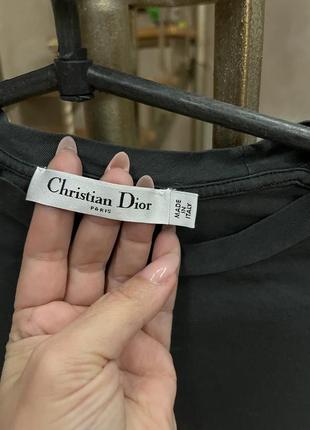 Christian Dior
PARIS
MADE
IN
ITALY